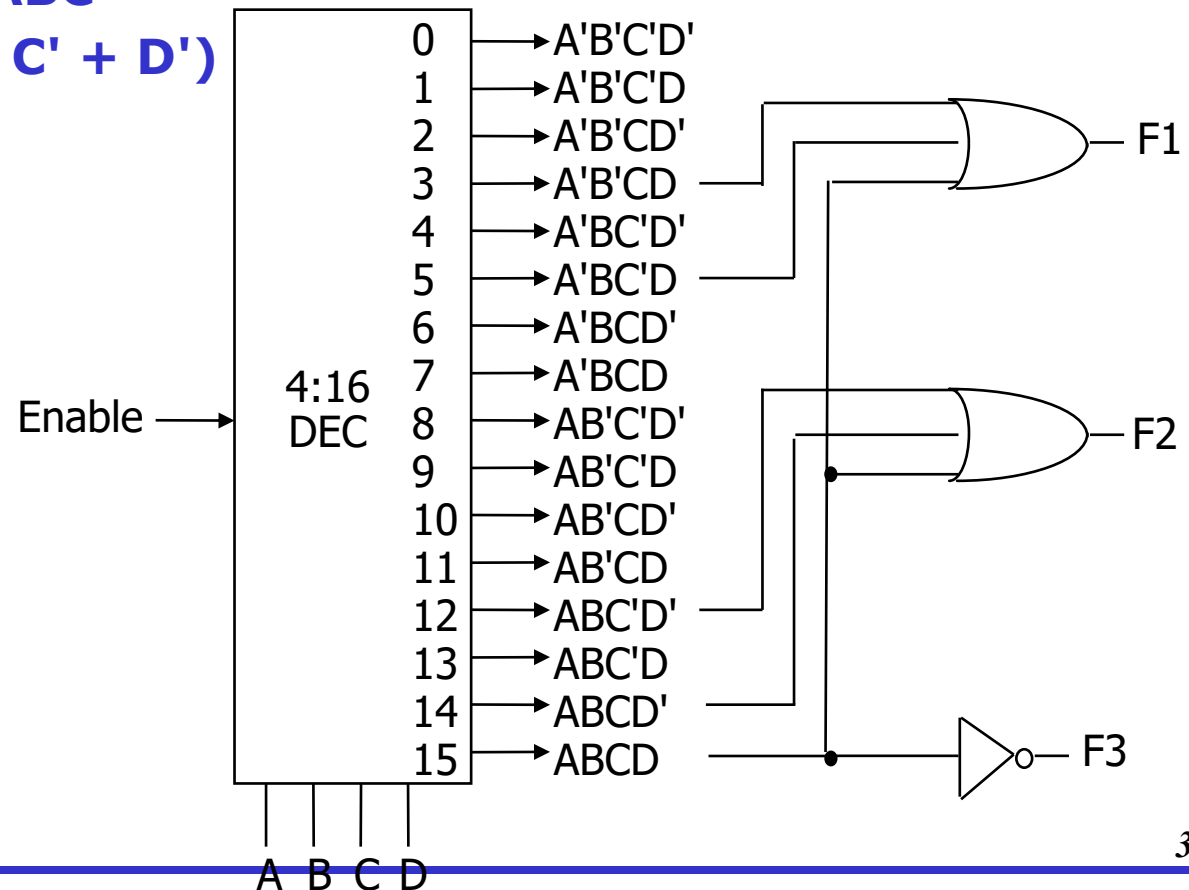 ABC
C' + D')
0 A'B'C'D'
1 A'B'C'D
2 A'B'CD'
3 A'B'CD
4 A'BC'D'
5 A'BC'D
6 A'BCD'
7 A'BCD
8 AB'C'D'
9 AB'C'D
10 AB'CD'
11 AB'CD
12 ABC'D'
13 ABC'D
14 ABCD'
15 ABCD
4:16
DEC
Enable
A B C D
F1
F2
F3
3